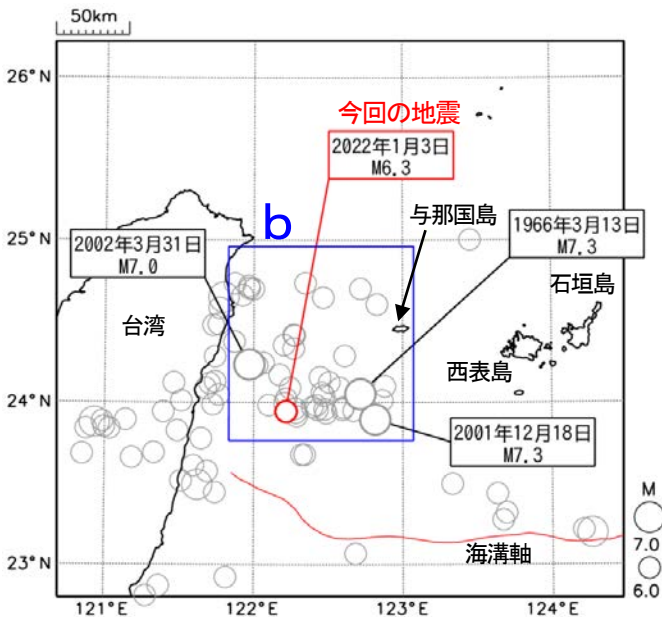 50km
26°N
今回の地震
2022年1月3日
M6.3
与那国島
1966年3月13日
M7.3
b
25°N
2002年3月31日
M7.0
石垣島
台湾
西表島
24°N
2001年12月18日
M7.3
M
7.0
海溝軸
6.0
23°N
121°E
122°E
123°E
124°E